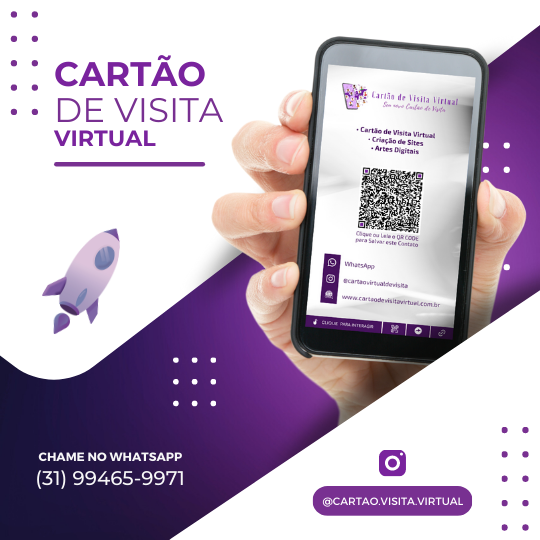 CARTÃO
DE VISITA
VIRTUAL
Cartão de Visita Virtual
Seu novo Cartão de Visita
• Cartão de Visita Virtual
• Criação de Sites
• Artes Digitais
Clique ou Leia o QR CODE
para Salvar este Contato
WhatsApp
@cartaovirtualdevisita
www.cartaodevisitavirtual.com.br
CLIQUE PARA INTERAGIR
CHAME NO WHATSAPP
(31) 99465-9971
@CARTAO.VISITA.VIRTUAL